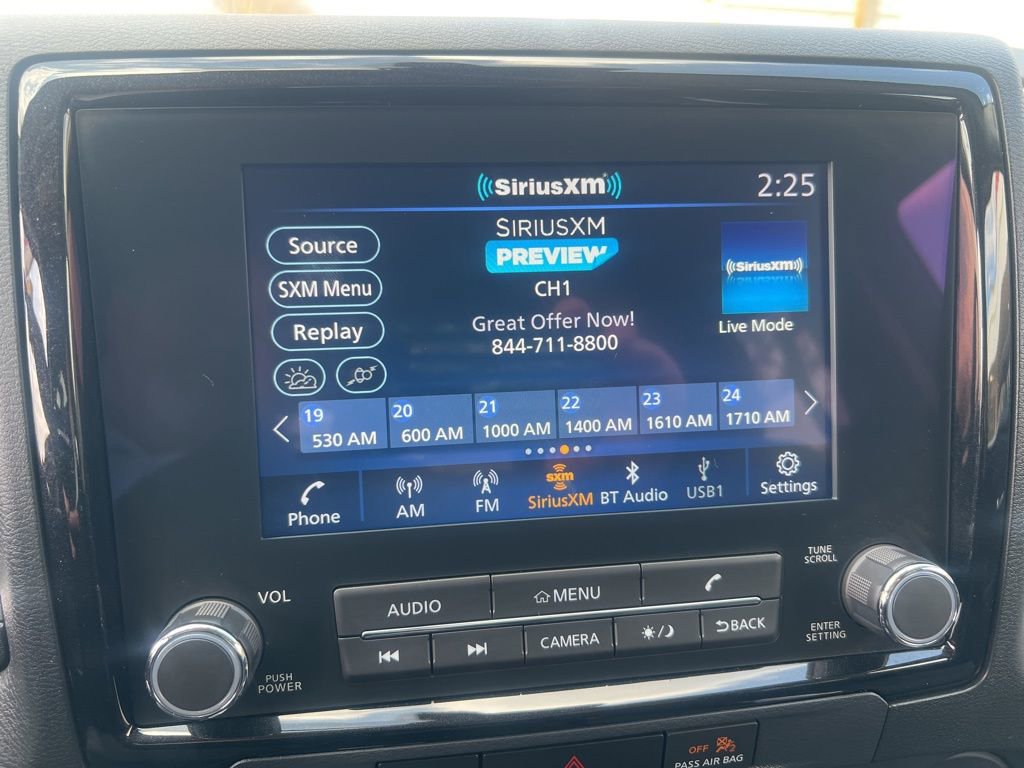 SiriusXM
2:25
SIRIUSXM
PREVIEW
CH1
Great Offer Now!
844-711-8800
Source
SXM Menu
Replay
SiriusXM
Live Mode
19 20 21 22 23 24
530 AM 600 AM 1000 AM 1400 AM 1610 AM 1710 AM
sxm
Phone AM FM SiriusXM BT Audio USB1 Settings
VOL
PUSH
POWER
AUDIO MENU
CAMERA BACK
TUNE
SCROLL
ENTER
SETTING
OFF
PASS AIR BAG